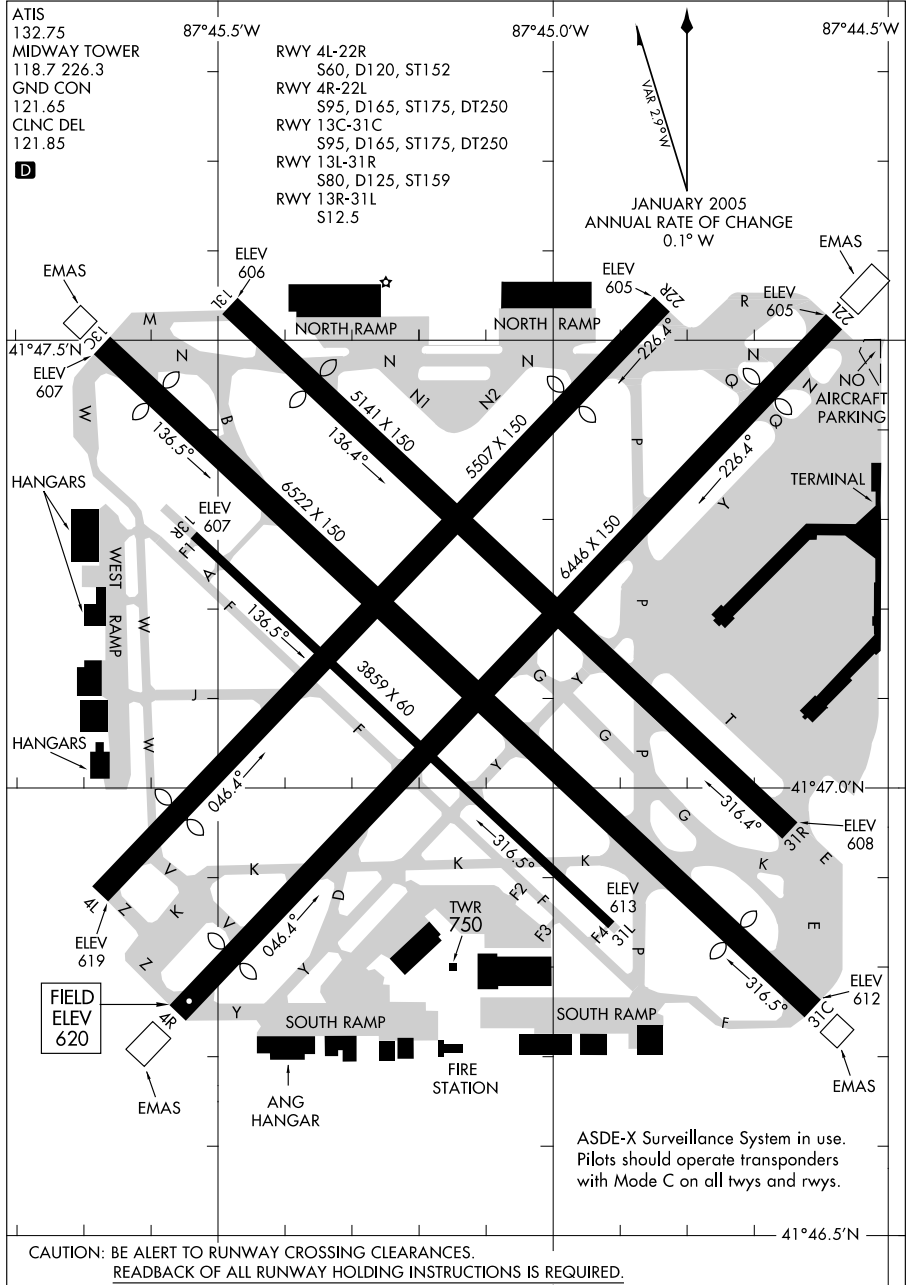 ATIS
132.75
MIDWAY TOWER
118.7 226.3
GND CON
121.65
CLNC DEL
121.85
D
87°45.5'W
87°45.0'W
87°44.5'W
RWY 4L-22R
S60, D120, ST152
RWY 4R-22L
S95, D165, ST175, DT250
RWY 13C-31C
S95, D165, ST175, DT250
RWY 13L-31R
S80, D125, ST159
RWY 13R-31L
S12.5
VAR 2.9°W
JANUARY 2005
ANNUAL RATE OF CHANGE
0.1° W
EMAS
ELEV
606
13L
NORTH RAMP
NORTH RAMP
ELEV
605
22R
R
ELEV
605
22L
EMAS
M
41°47.5'N
13C
ELEV
607
N
N
N
N
N1
N2
Q
Q
N
NO
AIRCRAFT
PARKING
W
B
136.5°
5141 X 150
136.4°
5507 X 150
226.4°
226.4°
P
Y
TERMINAL
HANGARS
ELEV
607
13R
F1
A
F
6522 X 150
6446 X 150
WEST
RAMP
W
136.5°
3859 X 60
P
J
F
G
Y
G
P
T
HANGARS
W
046.4°
Y
G
41°47.0'N
316.4°
31R
ELEV
608
E
316.5°
K
K
K
K
V
K
V
D
F2
F
F3
F4
31L
ELEV
613
P
E
4L
Z
Z
ELEV
619
046.4°
TWR
750
Y
316.5°
ELEV
612
31C
FIELD
ELEV
620
4R
Y
SOUTH RAMP
SOUTH RAMP
F
EMAS
ANG
HANGAR
FIRE
STATION
EMAS
ASDE-X Surveillance System in use.
Pilots should operate transponders
with Mode C on all twys and rwys.
41°46.5'N
CAUTION: BE ALERT TO RUNWAY CROSSING CLEARANCES.
READBACK OF ALL RUNWAY HOLDING INSTRUCTIONS IS REQUIRED.